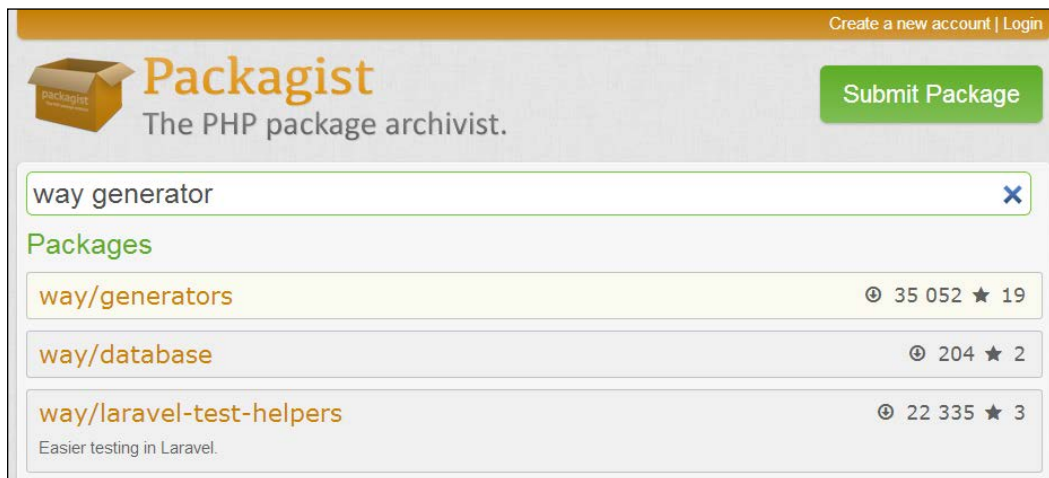 Create a new account | Login
packagist
Packagist
The PHP package archivist.
Submit Package
way generator
Packages
way/generators 35 052 ★ 19
way/database 204 ★ 2
way/laravel-test-helpers 22 335 ★ 3
Easier testing in Laravel.